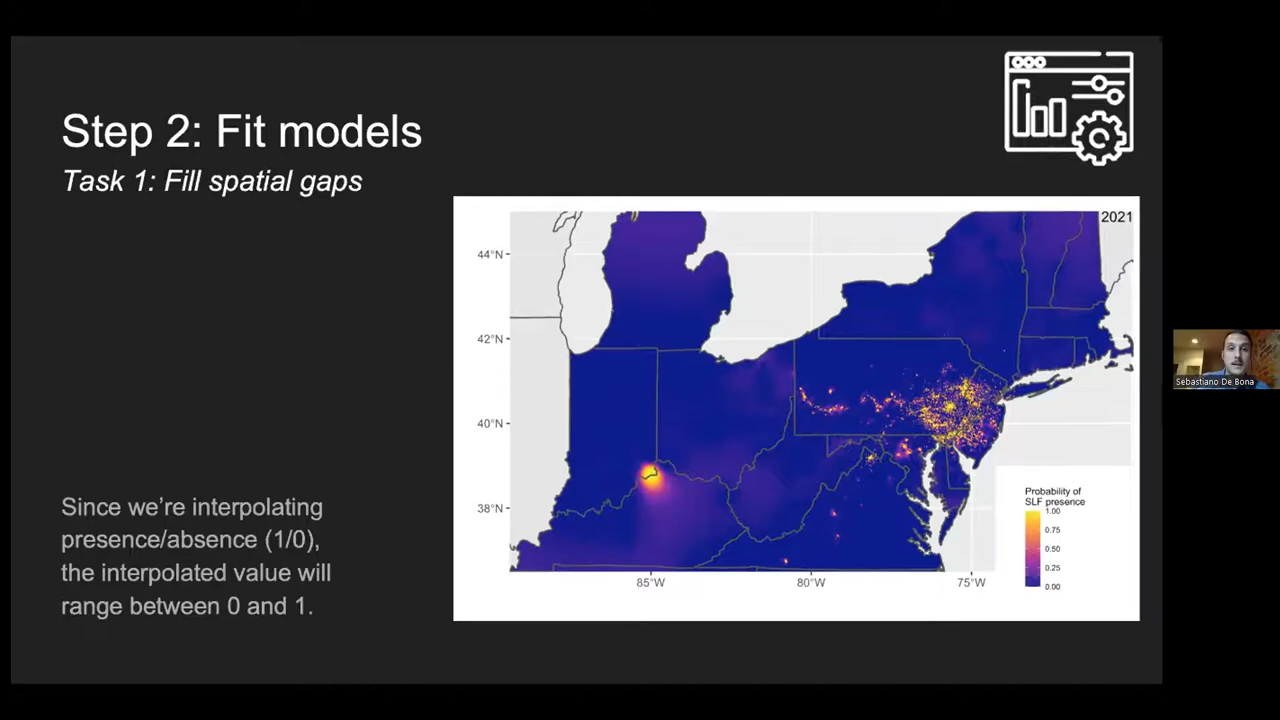 Step 2: Fit models
Task 1: Fill spatial gaps
2021
44°N
42°N
40°N
38°N
85°W
80°W
75°W
Probability of
SLF presence
1.00
0.75
0.50
0.25
0.00
Since we're interpolating
presence/absence (1/0),
the interpolated value will
range between 0 and 1.
Sebastiano De Bona